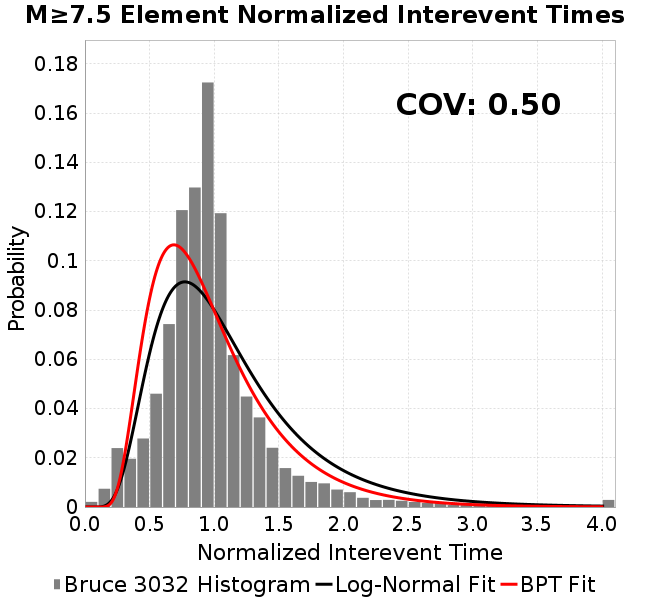 M≥7.5 Element Normalized Interevent Times
COV: 0.50
Probability
0.18
0.16
0.14
0.12
0.1
0.08
0.06
0.04
0.02
0
0.0 0.5 1.0 1.5 2.0 2.5 3.0 3.5 4.0
Normalized Interevent Time
Bruce 3032 Histogram Log-Normal Fit BPT Fit